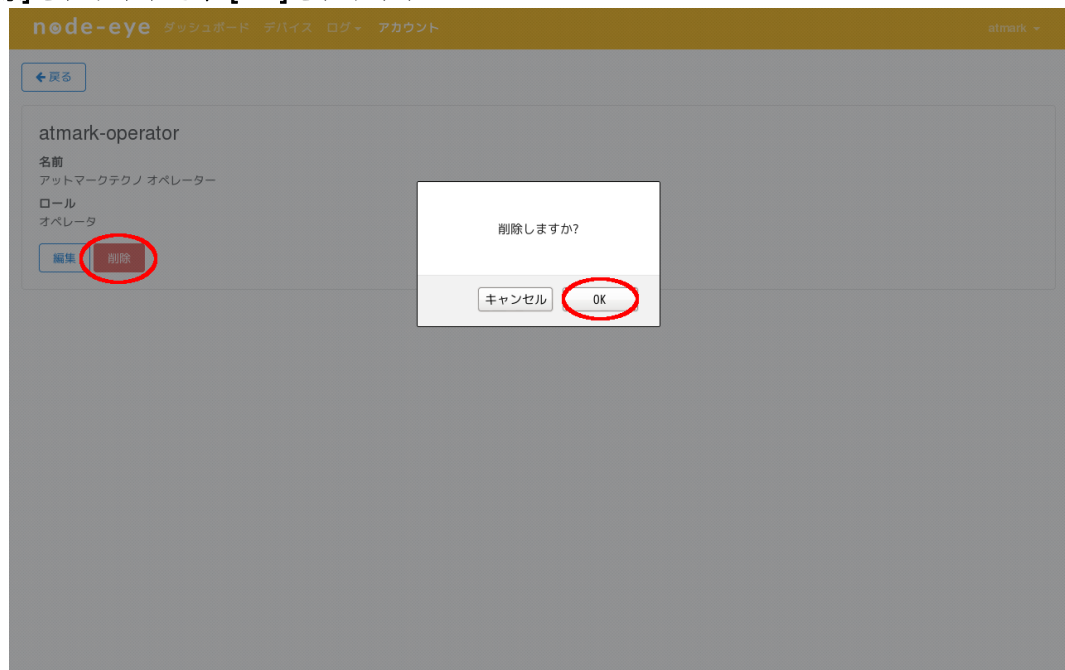 node-eye ダッシュボード デバイス ログ アカウント atmark
戻る
atmark-operator
名前
アットマークテクノ オペレーター
ロール
オペレータ
編集 削除
削除しますか?
キャンセル OK